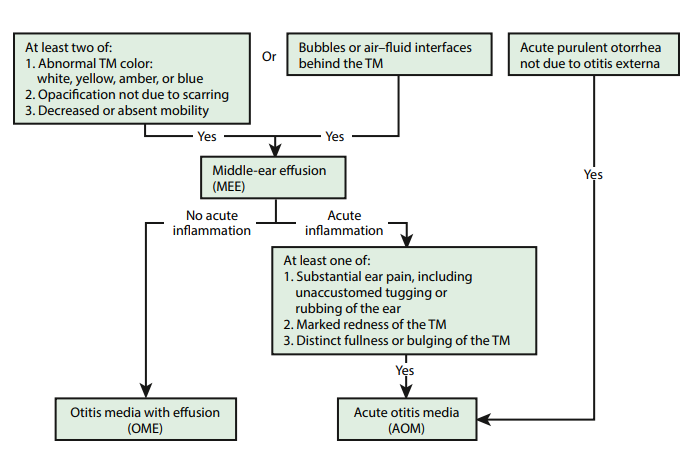 At least two of:
1. Abnormal TM color:
white, yellow, amber, or blue
2. Opacification not due to scarring
3. Decreased or absent mobility
Or
Bubbles or air–fluid interfaces
behind the TM
Acute purulent otorrhea
not due to otitis externa
Yes
Yes
Yes
Middle-ear effusion
(MEE)
No acute
inflammation
Acute
inflammation
At least one of:
1. Substantial ear pain, including
unaccustomed tugging or
rubbing of the ear
2. Marked redness of the TM
3. Distinct fullness or bulging of the TM
Yes
Otitis media with effusion
(OME)
Acute otitis media
(AOM)